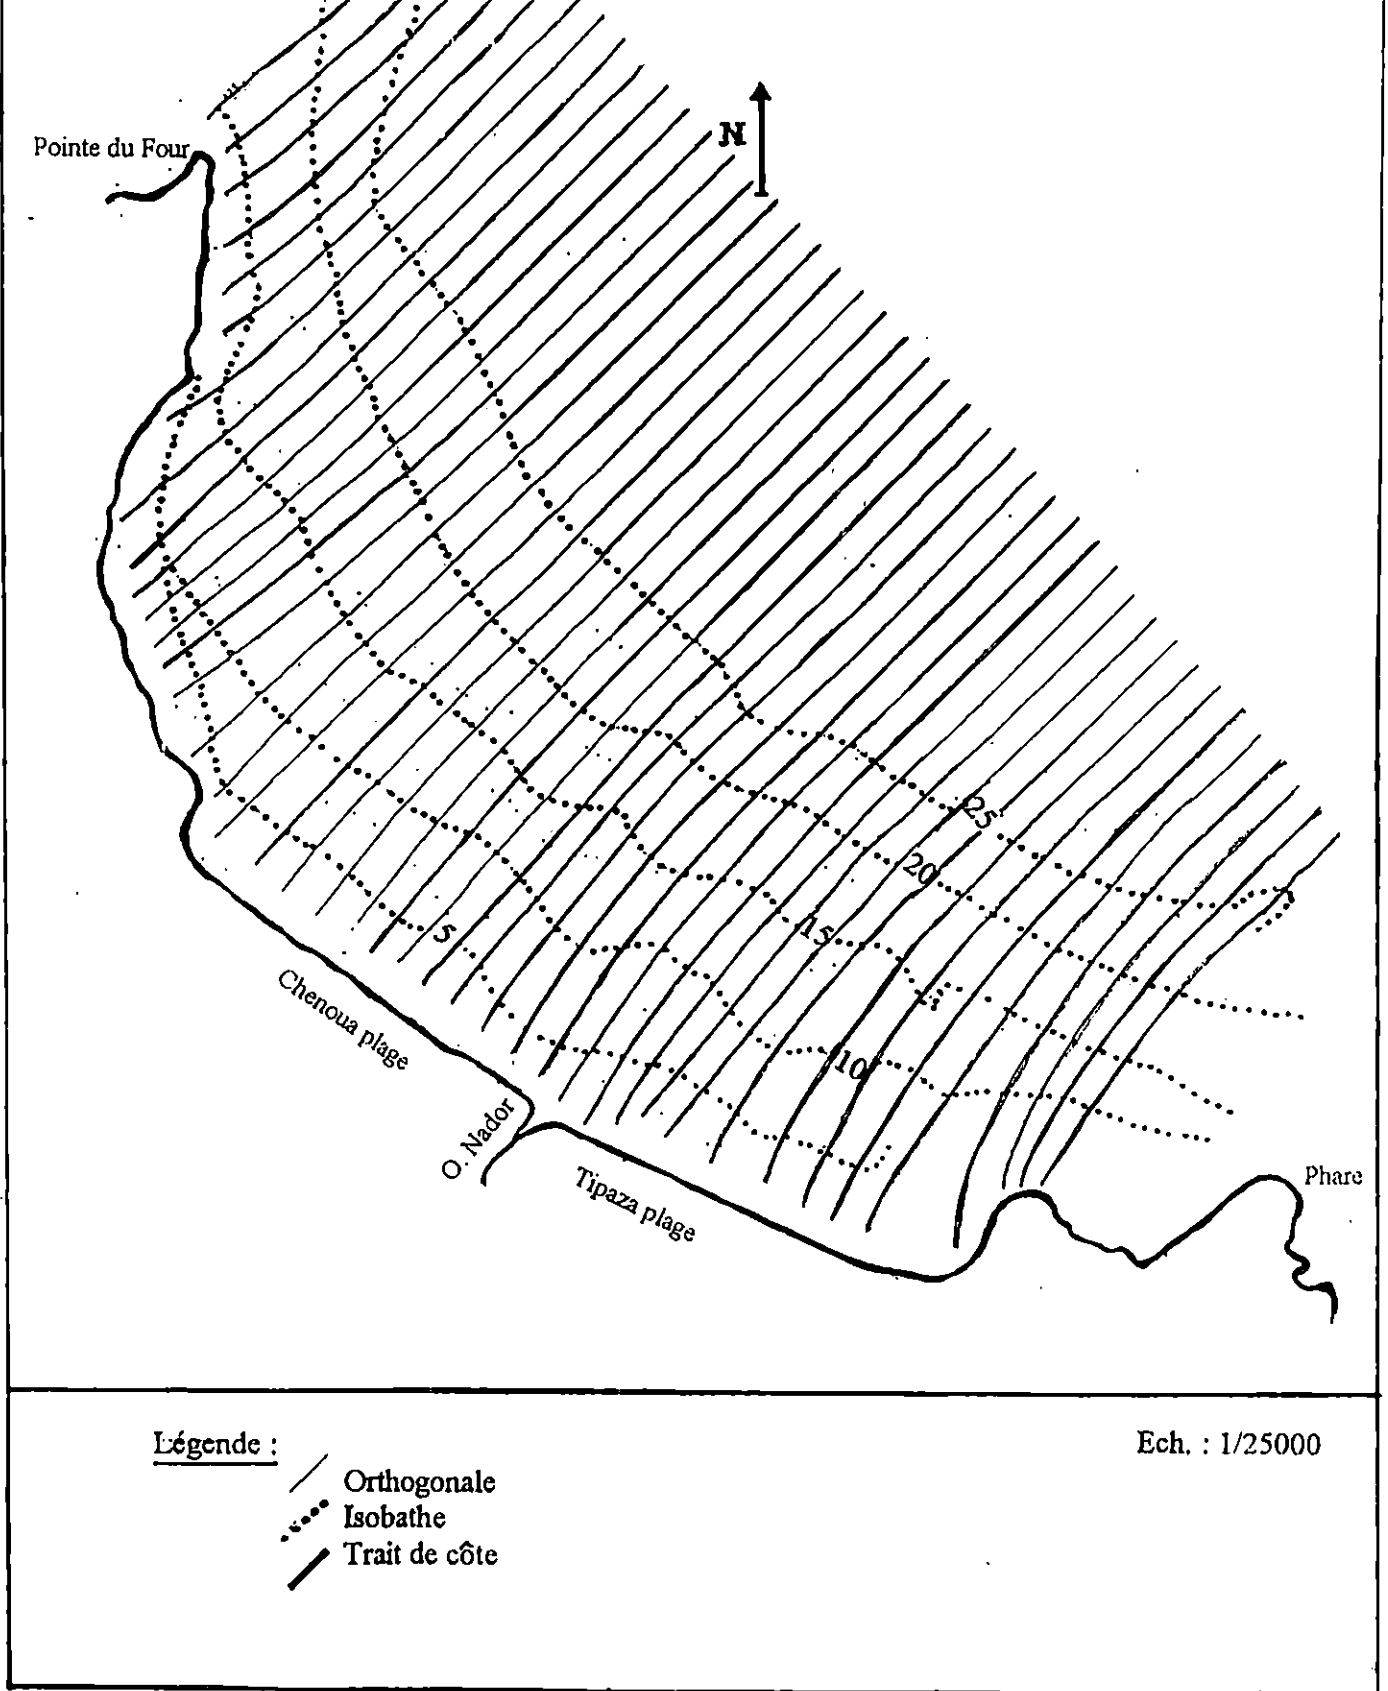 N
Pointe du Four
25
20
15
5
10
Chenoua plage
O. Nador
Tipaza plage
Phare
Légende :
Ech. : 1/25000
Orthogonale
Isobathe
Trait de côte